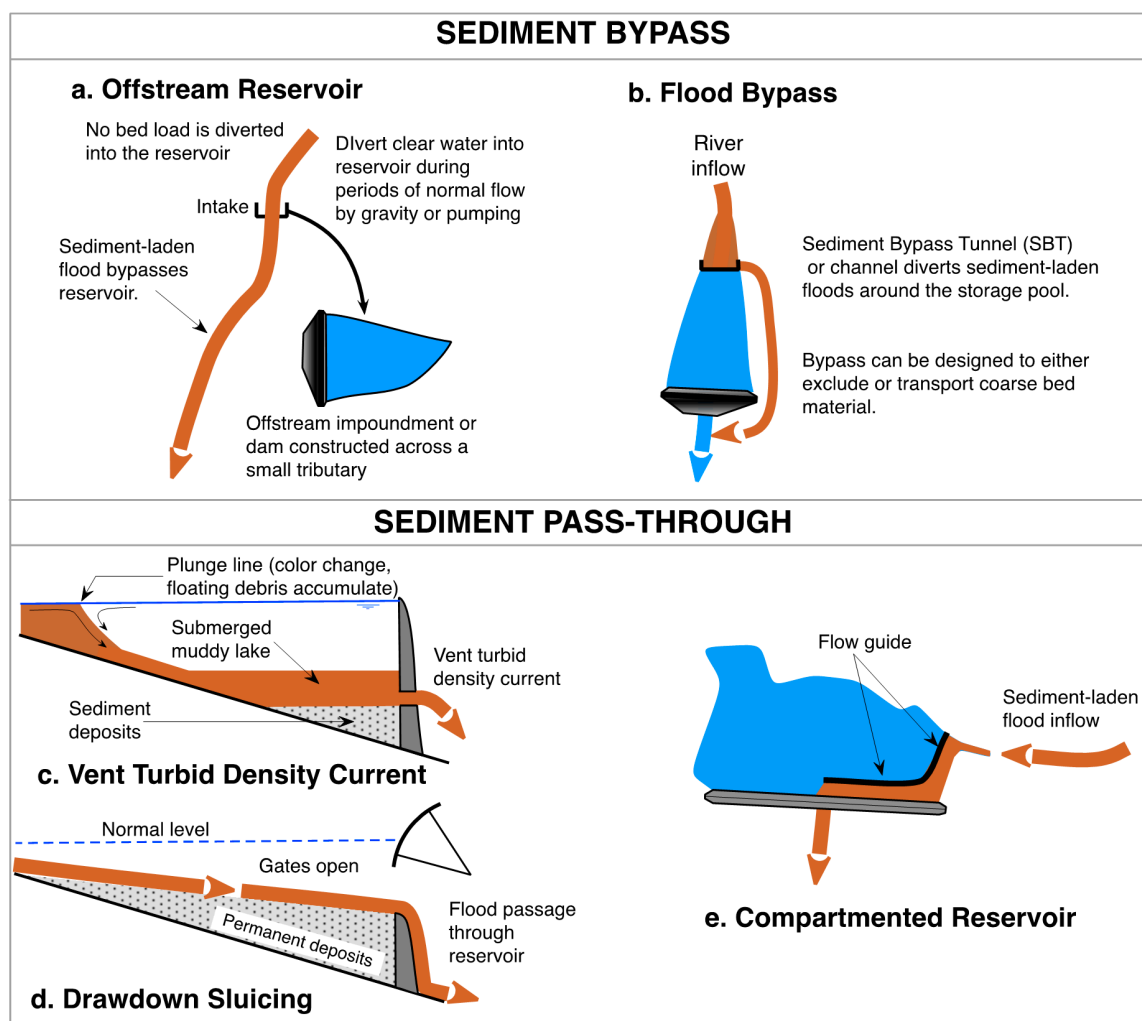 SEDIMENT BYPASS
a. Offstream Reservoir
No bed load is diverted
into the reservoir
DIvert clear water into
reservoir during
periods of normal flow
by gravity or pumping
Intake
Sediment-laden
flood bypasses
reservoir.
Offstream impoundment or
dam constructed across a
small tributary
b. Flood Bypass
River
inflow
Sediment Bypass Tunnel (SBT)
or channel diverts sediment-laden
floods around the storage pool.
Bypass can be designed to either
exclude or transport coarse bed
material.
SEDIMENT PASS-THROUGH
Plunge line (color change,
floating debris accumulate)
Submerged
muddy lake
Vent turbid
density current
Sediment
deposits
c. Vent Turbid Density Current
Normal level
Gates open
Permanent deposits
Flood passage
through
reservoir
d. Drawdown Sluicing
Flow guide
Sediment-laden
flood inflow
e. Compartmented Reservoir